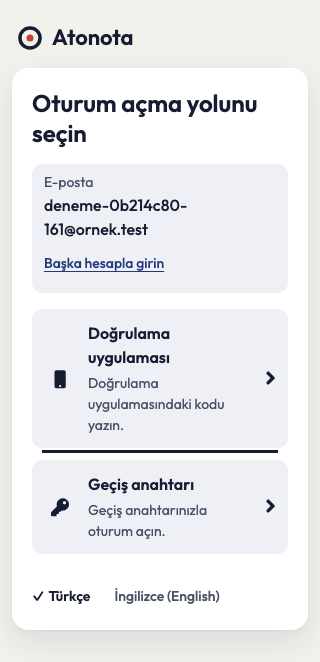 Atonota
Oturum açma yolunu
seçin
E-posta
deneme-0b214c80-
161@ornek.test
Başka hesapla girin
Doğrulama
uygulaması
Doğrulama
uygulamasındaki kodu
yazın.
Geçiş anahtarı
Geçiş anahtarınızla
oturum açın.
Türkçe İngilizce (English)